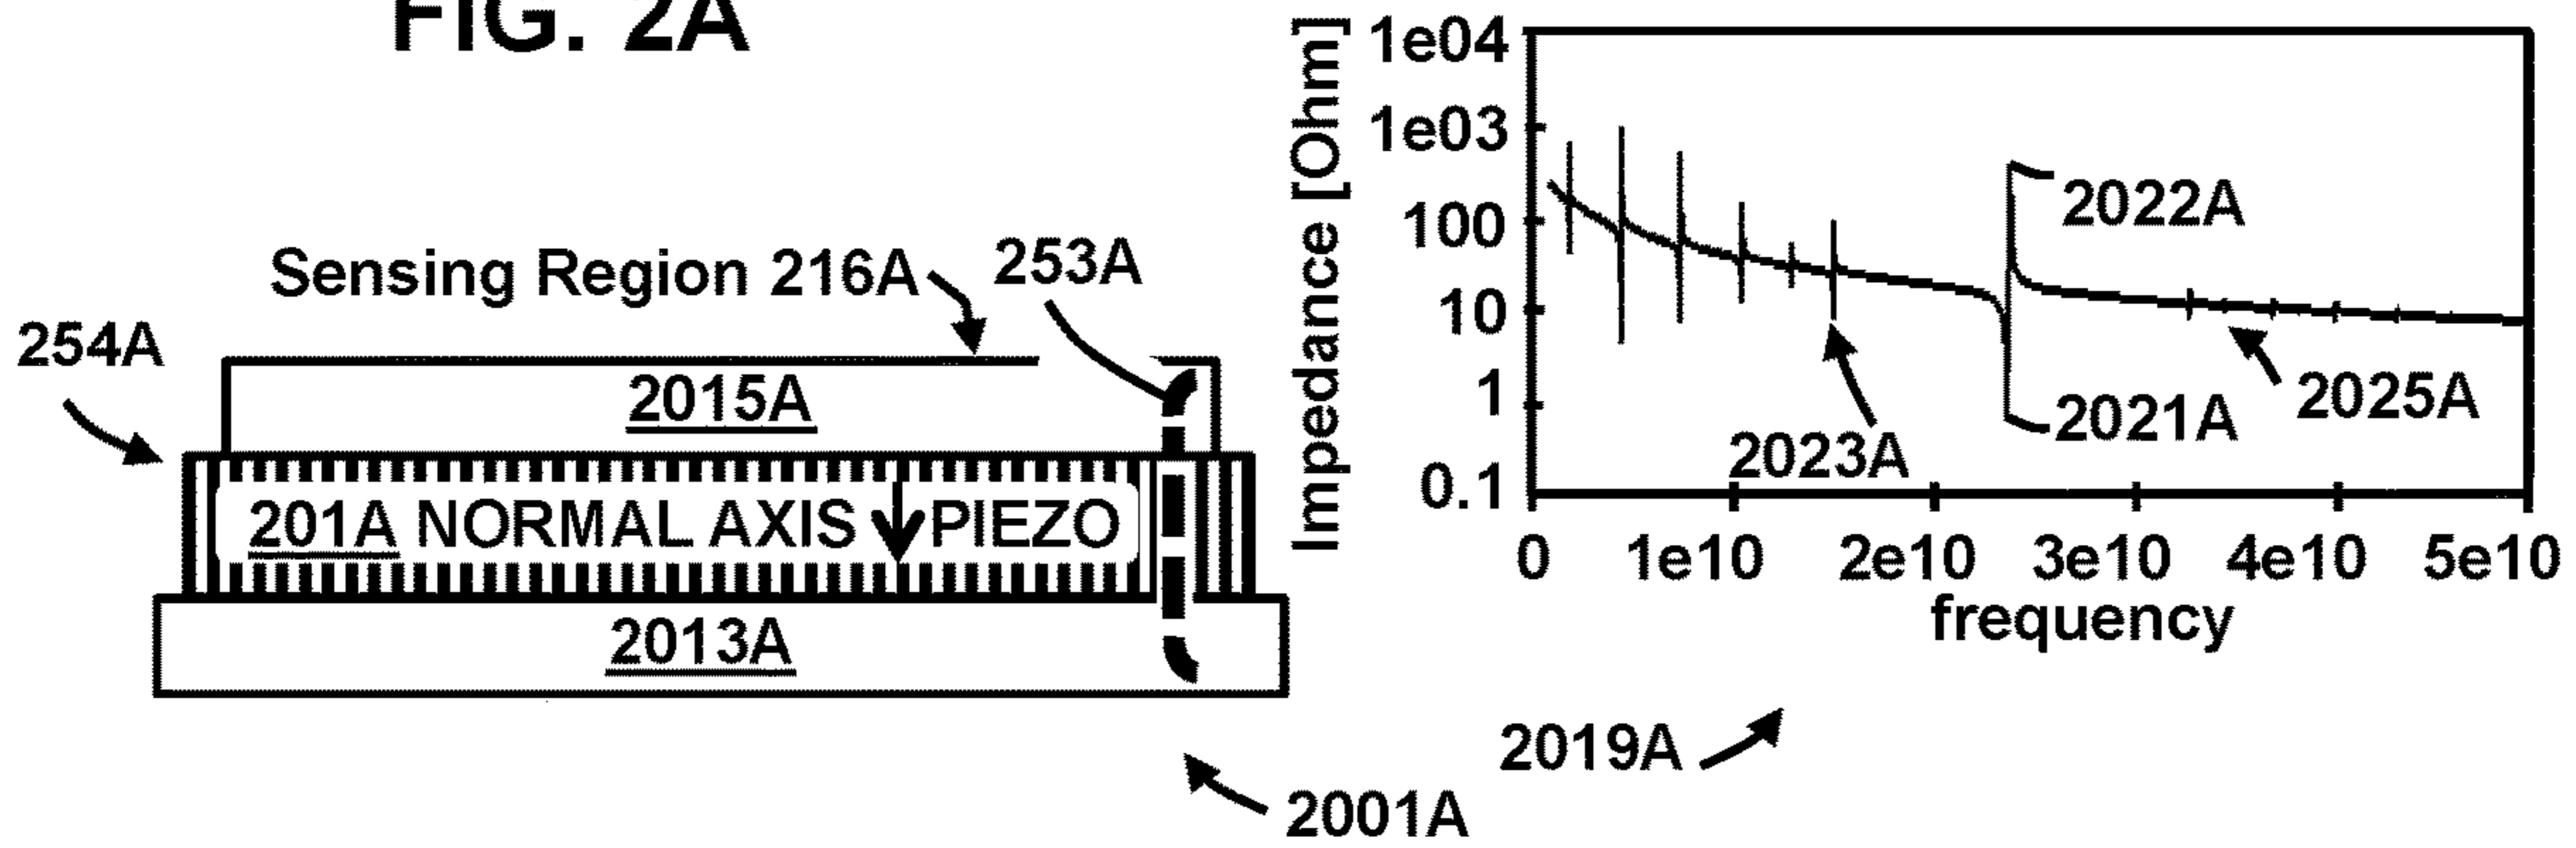 FIG. 2A
Sensing Region 216A
253A
254A
2015A
201A NORMAL AXIS PIEZO
2013A
2001A
Impedance [Ohm]
1e04
1e03
100
10
1
0.1
2022A
2021A
2023A
2025A
0 1e10 2e10 3e10 4e10 5e10
frequency
2019A